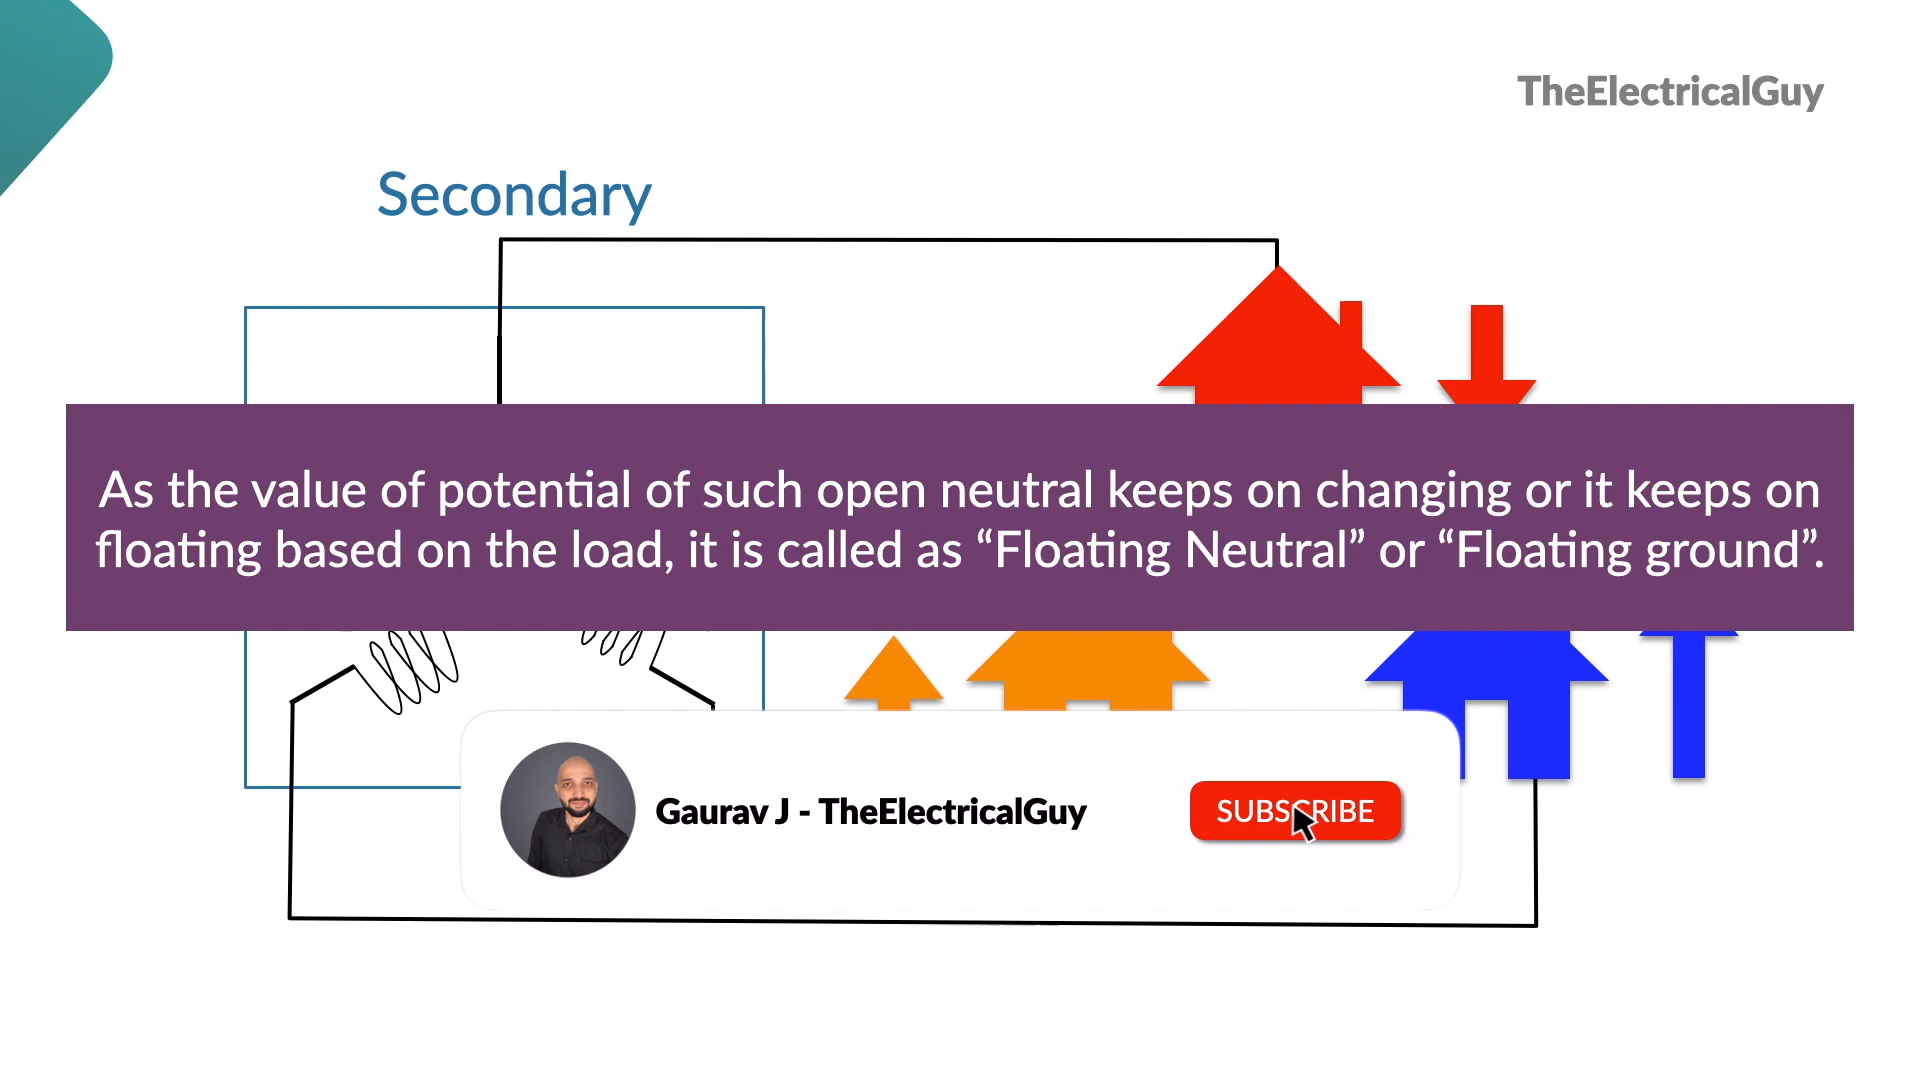 TheElectricalGuy
Secondary
As the value of potential of such open neutral keeps on changing or it keeps on
floating based on the load, it is called as “Floating Neutral” or “Floating ground”.
Gaurav J - TheElectricalGuy
SUBSCRIBE